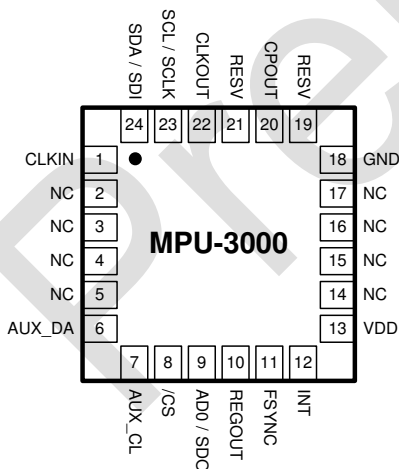 SDA / SDI
SCL / SCLK
CLKOUT
RESV
CPOUT
RESV
24 23 22 21 20 19
CLKIN 1 18 GND
NC 2 17 NC
NC 3 16 NC
NC 4 15 NC
NC 5 14 NC
AUX_DA 6 13 VDD
MPU-3000
7 8 9 10 11 12
AUX_CL
/CS
AD0 / SDO
REGOUT
FSYNC
INT
Pre